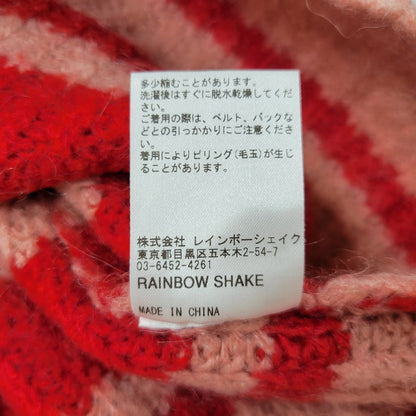 多少縮むことがあります。
洗濯後はすぐに脱水乾燥してく
ださい。
ご着用の際は、ベルト、バックな
どとの引っかかりにご注意くださ
い。
着用によりピリング(毛玉)が生じ
ることがあります。
株式会社 レインボーシェイク
東京都目黒区五本木2-54-7
03-6452-4261
RAINBOW SHAKE
MADE IN CHINA